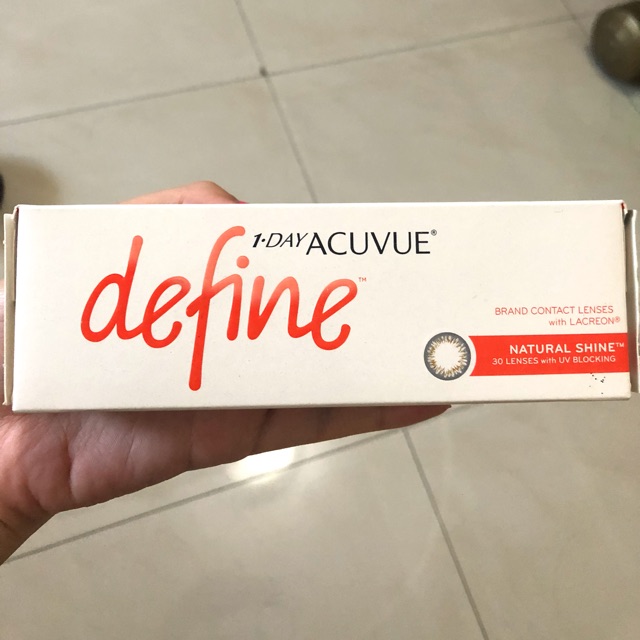 1·DAY ACUVUE®
define™
BRAND CONTACT LENSES
with LACREON®
NATURAL SHINE™
30 LENSES with UV BLOCKING